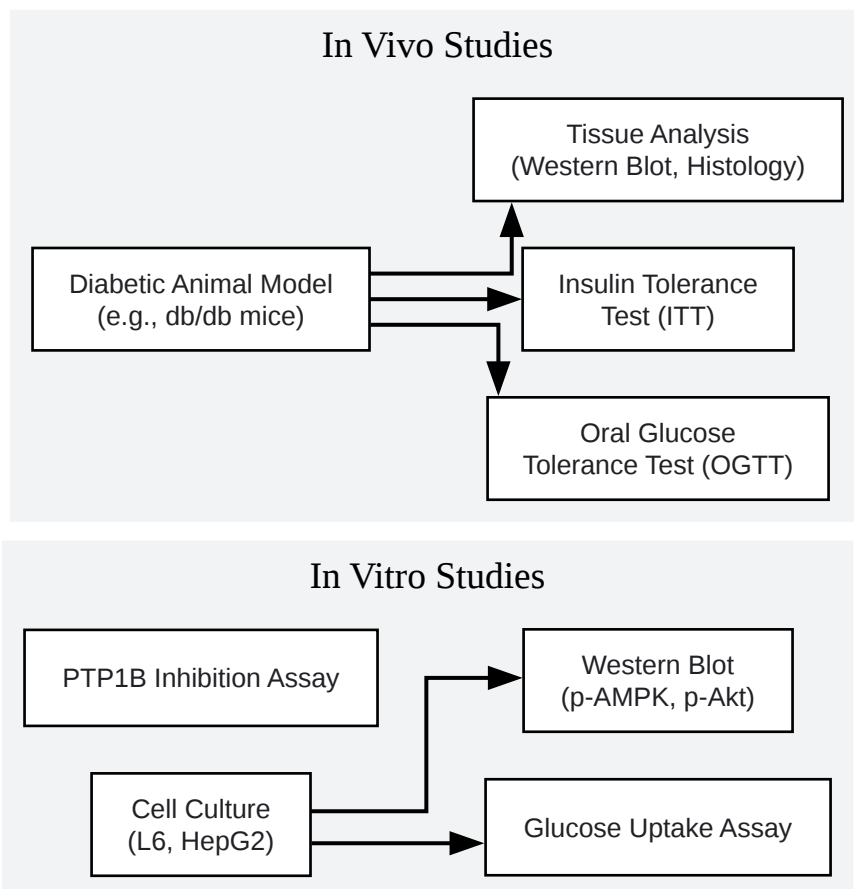 In Vivo Studies
Tissue Analysis
(Western Blot, Histology)
Diabetic Animal Model
(e.g., db/db mice)
Insulin Tolerance
Test (ITT)
Oral Glucose
Tolerance Test (OGTT)
In Vitro Studies
PTP1B Inhibition Assay
Western Blot
(p-AMPK, p-Akt)
Cell Culture
(L6, HepG2)
Glucose Uptake Assay